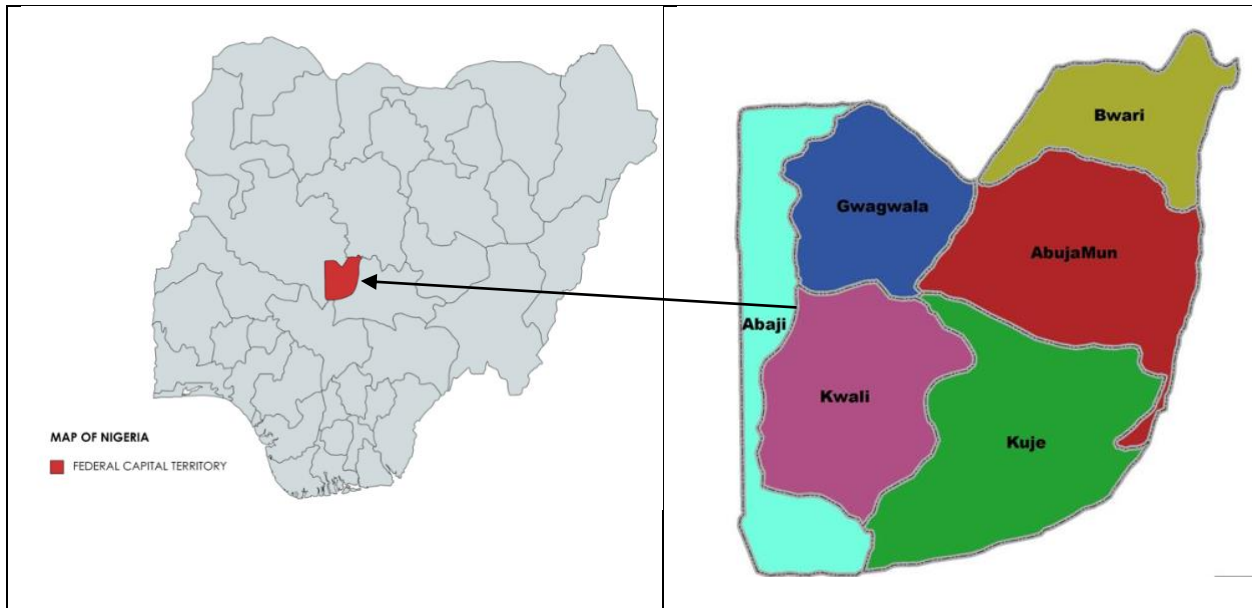 MAP OF NIGERIA
FEDERAL CAPITAL TERRITORY
Bwari
Gwagwala
AbujaMun
Abaji
Kwali
Kuje